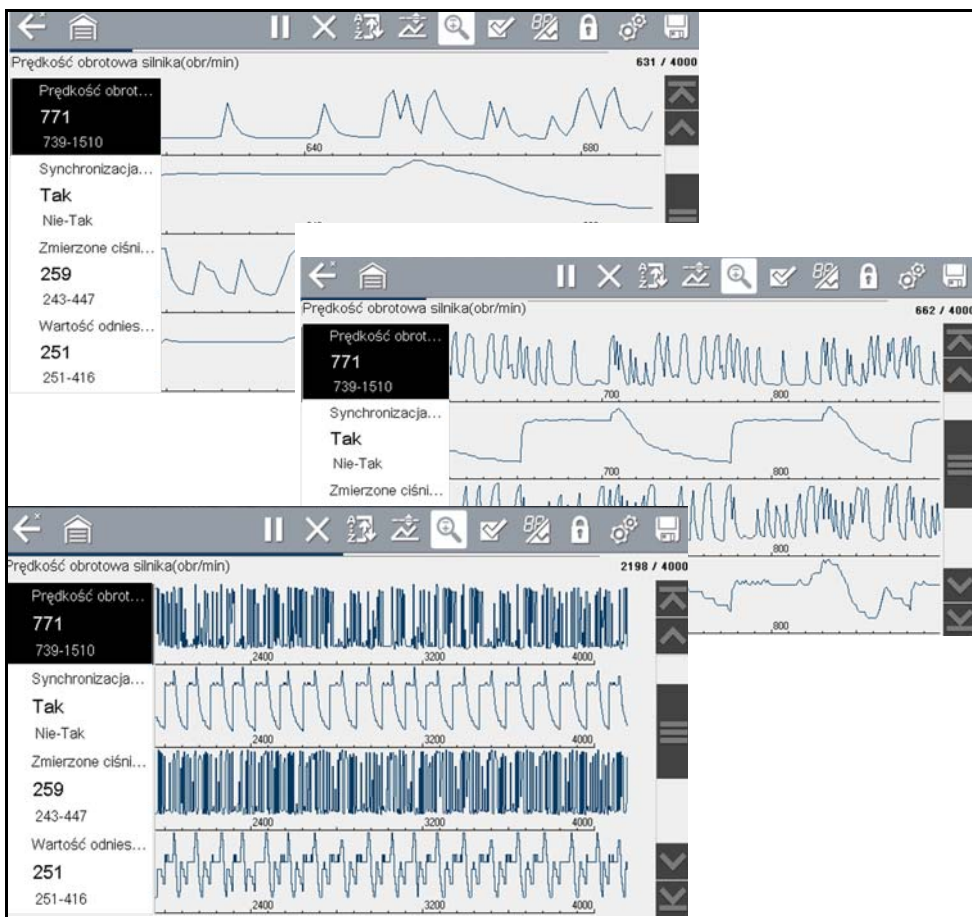 Prędkość obrotowa silnika(obr/min)
631 / 4000
Prędkość obrot...
771
739-1510
640
680
Synchronizacja...
Tak
Nie-Tak
Zmierzone ciśni...
259
243-447
Wartość odnies...
251
251-416
Prędkość obrotowa silnika(obr/min)
662 / 4000
Prędkość obrot...
771
739-1510
700
800
Synchronizacja...
Tak
Nie-Tak
700
800
Zmierzone ciśni...
800
800
Prędkość obrotowa silnika(obr/min)
2198 / 4000
Prędkość obrot...
771
739-1510
2400
3200
4000
Synchronizacja...
Tak
Nie-Tak
2400
3200
4000
Zmierzone ciśni...
259
243-447
2400
3200
4000
Wartość odnies...
251
251-416
2400
3200
4000